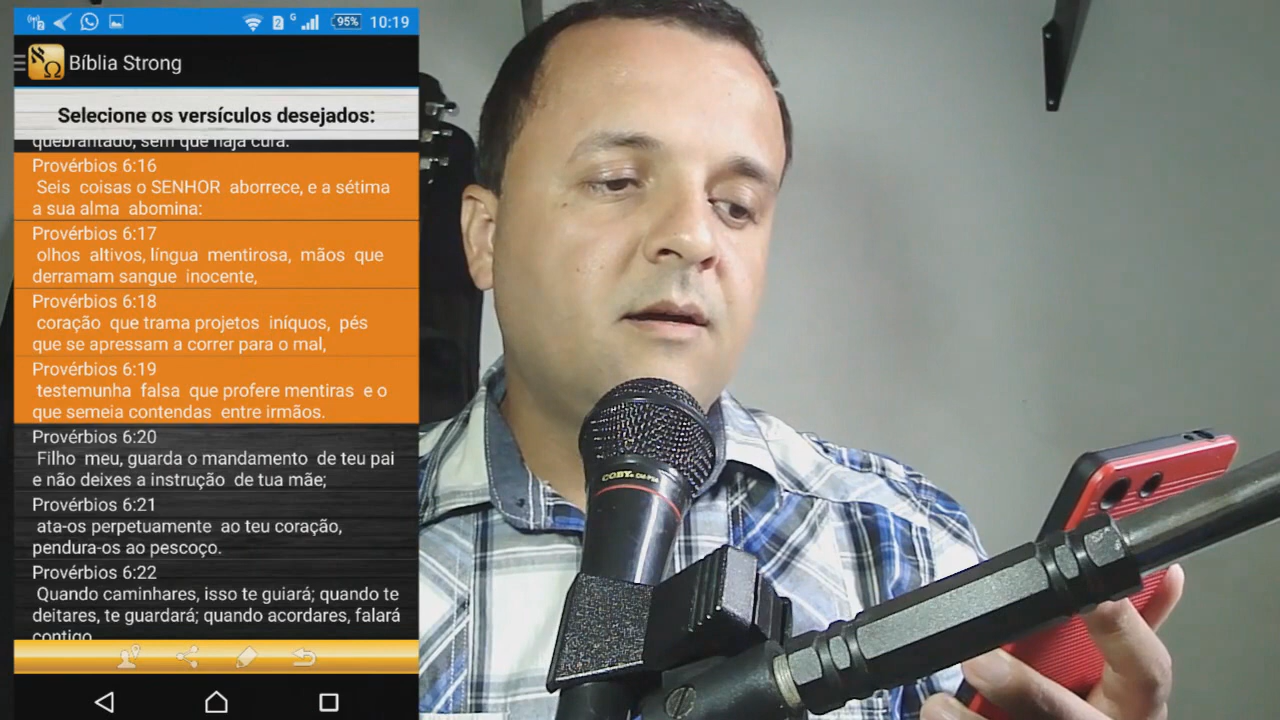 2 G 2 95% 10:19
Bíblia Strong
Selecione os versículos desejados:
quebrantado, sem que haja cura.
Provérbios 6:16
Seis coisas o SENHOR aborrece, e a sétima
a sua alma abomina:
Provérbios 6:17
olhos altivos, língua mentirosa, mãos que
derramam sangue inocente,
Provérbios 6:18
coração que trama projetos iníquos, pés
que se apressam a correr para o mal,
Provérbios 6:19
testemunha falsa que profere mentiras e o
que semeia contendas entre irmãos.
Provérbios 6:20
Filho meu, guarda o mandamento de teu pai
e não deixes a instrução de tua mãe;
Provérbios 6:21
ata-os perpetuamente ao teu coração,
pendura-os ao pescoço.
Provérbios 6:22
Quando caminhares, isso te guiará; quando te
deitares, te guardará; quando acordares, falará
contigo
COBY